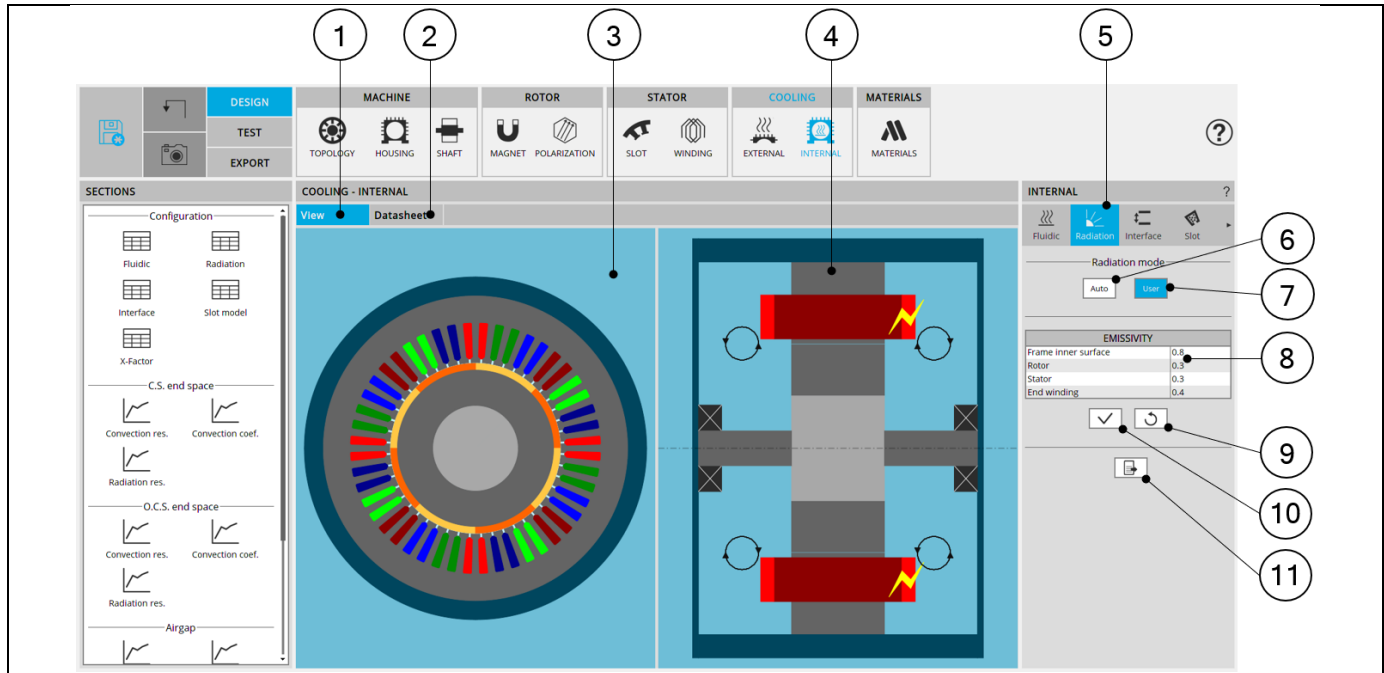 1 2 3 4 5
DESIGN MACHINE ROTOR STATOR COOLING MATERIALS
TEST
TOPOLOGY HOUSING SHAFT MAGNET POLARIZATION SLOT WINDING EXTERNAL INTERNAL MATERIALS
EXPORT
?
SECTIONS COOLING - INTERNAL INTERNAL ?
View Datasheet
Fluidic Radiation Interface Slot
Configuration
Fluidic Radiation
Interface Slot model
X-Factor
C.S. end space
Convection res. Convection coef.
Radiation res.
O.C.S. end space
Convection res. Convection coef.
Radiation res.
Airgap
Radiation mode
Auto User
6
7
EMISSIVITY
Frame inner surface 0.8
Rotor 0.3
Stator 0.3
End winding 0.4
8
9
10
11